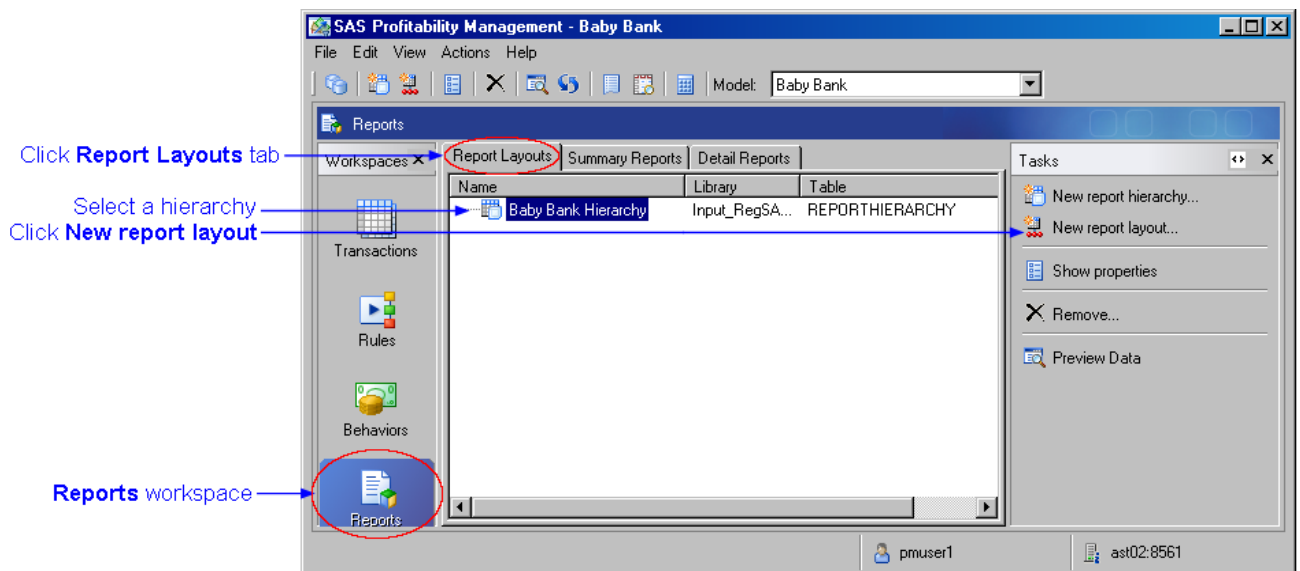 SAS Profitability Management - Baby Bank
File Edit View Actions Help
Model: Baby Bank
Reports
Click Report Layouts tab
Workspaces
Report Layouts Summary Reports Detail Reports
Tasks
Name Library Table
Select a hierarchy
Baby Bank Hierarchy Input_RegSA... REPORTHIERARCHY
New report hierarchy...
Click New report layout
New report layout...
Transactions
Show properties
Remove...
Rules
Preview Data
Behaviors
Reports workspace
Reports
pmuser1 ast02:8561